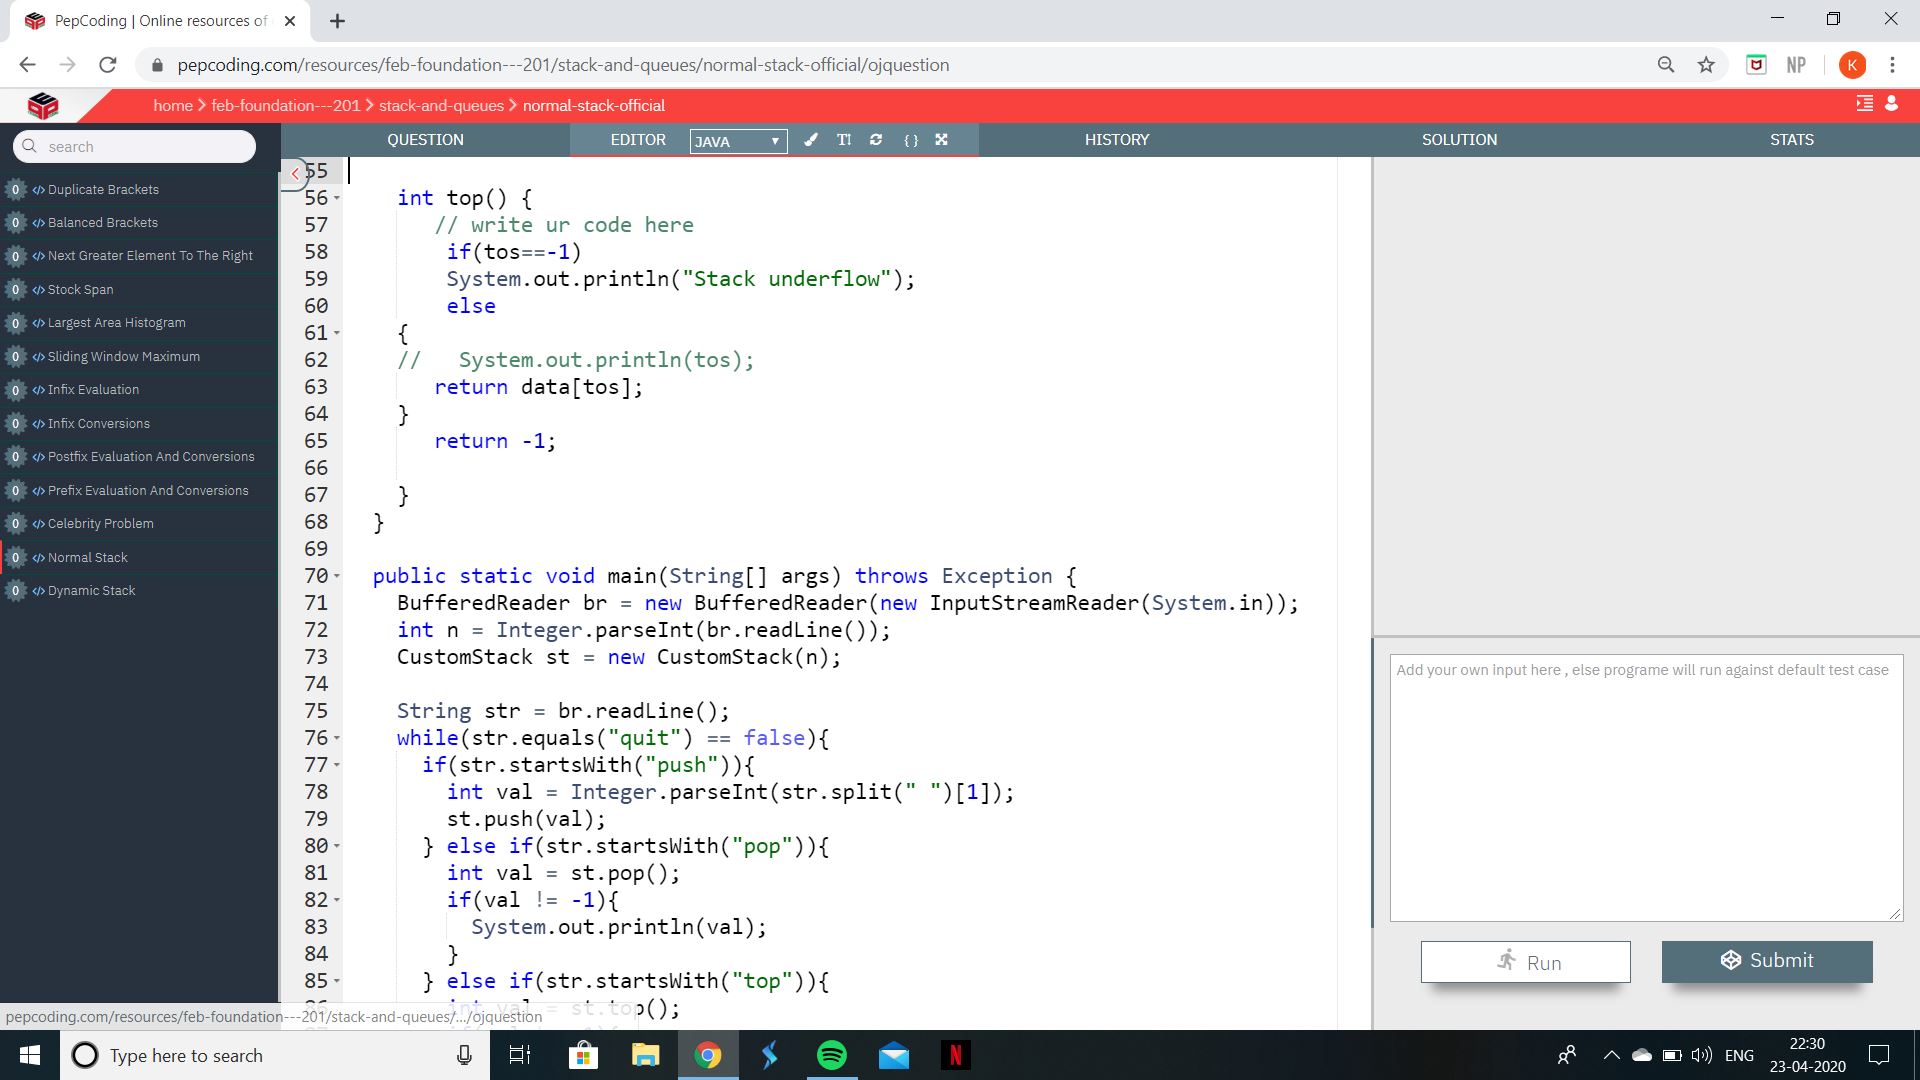 PepCoding | Online resources of
pepcoding.com/resources/feb-foundation---201/stack-and-queues/normal-stack-official/ojquestion
NP
K
home > feb-foundation---201 > stack-and-queues > normal-stack-official
search
QUESTION
EDITOR
JAVA
HISTORY
SOLUTION
STATS
0 </> Duplicate Brackets
0 </> Balanced Brackets
0 </> Next Greater Element To The Right
0 </> Stock Span
0 </> Largest Area Histogram
0 </> Sliding Window Maximum
0 </> Infix Evaluation
0 </> Infix Conversions
0 </> Postfix Evaluation And Conversions
0 </> Prefix Evaluation And Conversions
0 </> Celebrity Problem
0 </> Normal Stack
0 </> Dynamic Stack
55
56 int top() {
57 // write ur code here
58 if(tos==-1)
59 System.out.println("Stack underflow");
60 else
61 {
62 // System.out.println(tos);
63 return data[tos];
64 }
65 return -1;
66
67 }
68 }
69
70 public static void main(String[] args) throws Exception {
71 BufferedReader br = new BufferedReader(new InputStreamReader(System.in));
72 int n = Integer.parseInt(br.readLine());
73 CustomStack st = new CustomStack(n);
74
75 String str = br.readLine();
76 while(str.equals("quit") == false){
77 if(str.startsWith("push")){
78 int val = Integer.parseInt(str.split(" ")[1]);
79 st.push(val);
80 } else if(str.startsWith("pop")){
81 int val = st.pop();
82 if(val != -1){
83 System.out.println(val);
84 }
85 } else if(str.startsWith("top")){
86 int val = st.top();
Add your own input here , else programe will run against default test case
Run
Submit
pepcoding.com/resources/feb-foundation---201/stack-and-queues/.../ojquestion
Type here to search
N
ENG
22:30
23-04-2020